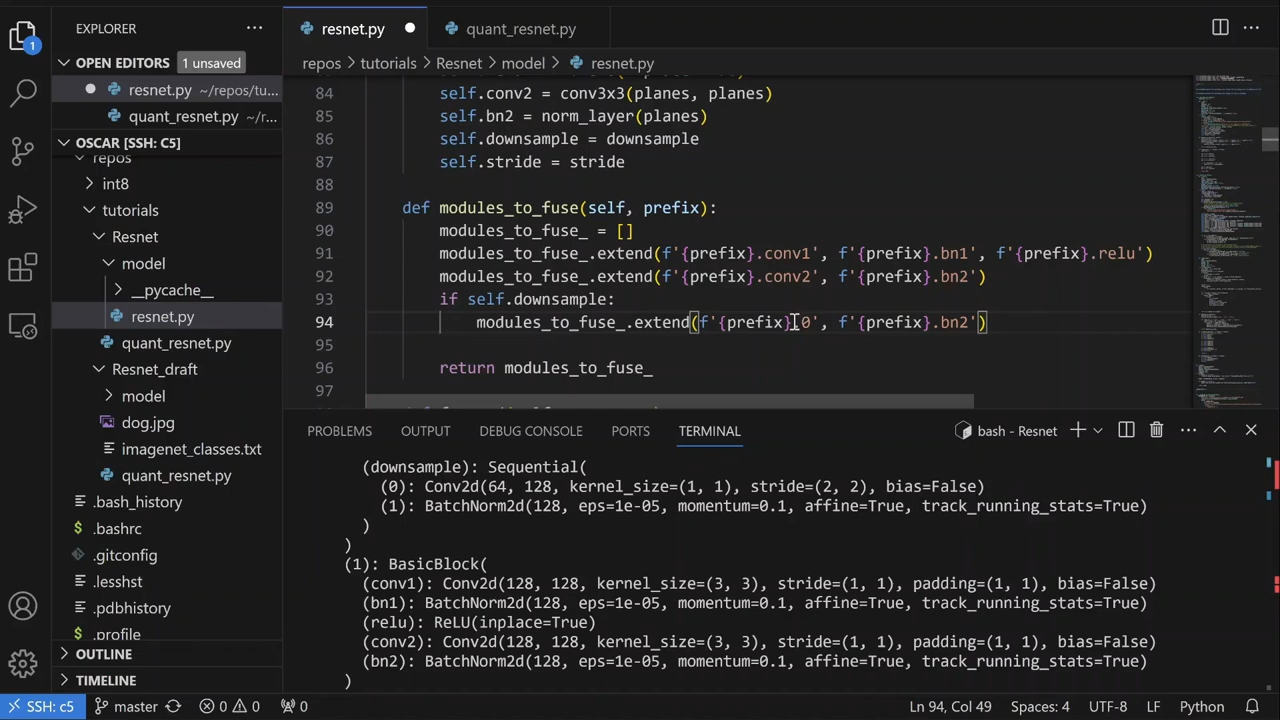 EXPLORER
resnet.py
quant_resnet.py
OPEN EDITORS
1 unsaved
repos > tutorials > Resnet > model > resnet.py
resnet.py ~/repos/tu...
quant_resnet.py ~/r...
84 self.conv2 = conv3x3(planes, planes)
85 self.bn2 = norm_layer(planes)
86 self.downsample = downsample
87 self.stride = stride
88
89 def modules_to_fuse(self, prefix):
90 modules_to_fuse_ = []
91 modules_to_fuse_.extend(f'{prefix}.conv1', f'{prefix}.bn1', f'{prefix}.relu')
92 modules_to_fuse_.extend(f'{prefix}.conv2', f'{prefix}.bn2')
93 if self.downsample:
94 modules_to_fuse_.extend(f'{prefix}.0', f'{prefix}.bn2')
95
96 return modules_to_fuse_
97
OSCAR [SSH: C5]
repos
int8
tutorials
Resnet
model
__pycache__
resnet.py
quant_resnet.py
Resnet_draft
model
dog.jpg
imagenet_classes.txt
quant_resnet.py
.bash_history
.bashrc
.gitconfig
.lesshst
.pdbhistory
.profile
OUTLINE
TIMELINE
PROBLEMS OUTPUT DEBUG CONSOLE PORTS TERMINAL
bash - Resnet
(downsample): Sequential(
(0): Conv2d(64, 128, kernel_size=(1, 1), stride=(2, 2), bias=False)
(1): BatchNorm2d(128, eps=1e-05, momentum=0.1, affine=True, track_running_stats=True)
)
)
(1): BasicBlock(
(conv1): Conv2d(128, 128, kernel_size=(3, 3), stride=(1, 1), padding=(1, 1), bias=False)
(bn1): BatchNorm2d(128, eps=1e-05, momentum=0.1, affine=True, track_running_stats=True)
(relu): ReLU(inplace=True)
(conv2): Conv2d(128, 128, kernel_size=(3, 3), stride=(1, 1), padding=(1, 1), bias=False)
(bn2): BatchNorm2d(128, eps=1e-05, momentum=0.1, affine=True, track_running_stats=True)
)
SSH: c5 master 0 0 0 Ln 94, Col 49 Spaces: 4 UTF-8 LF Python